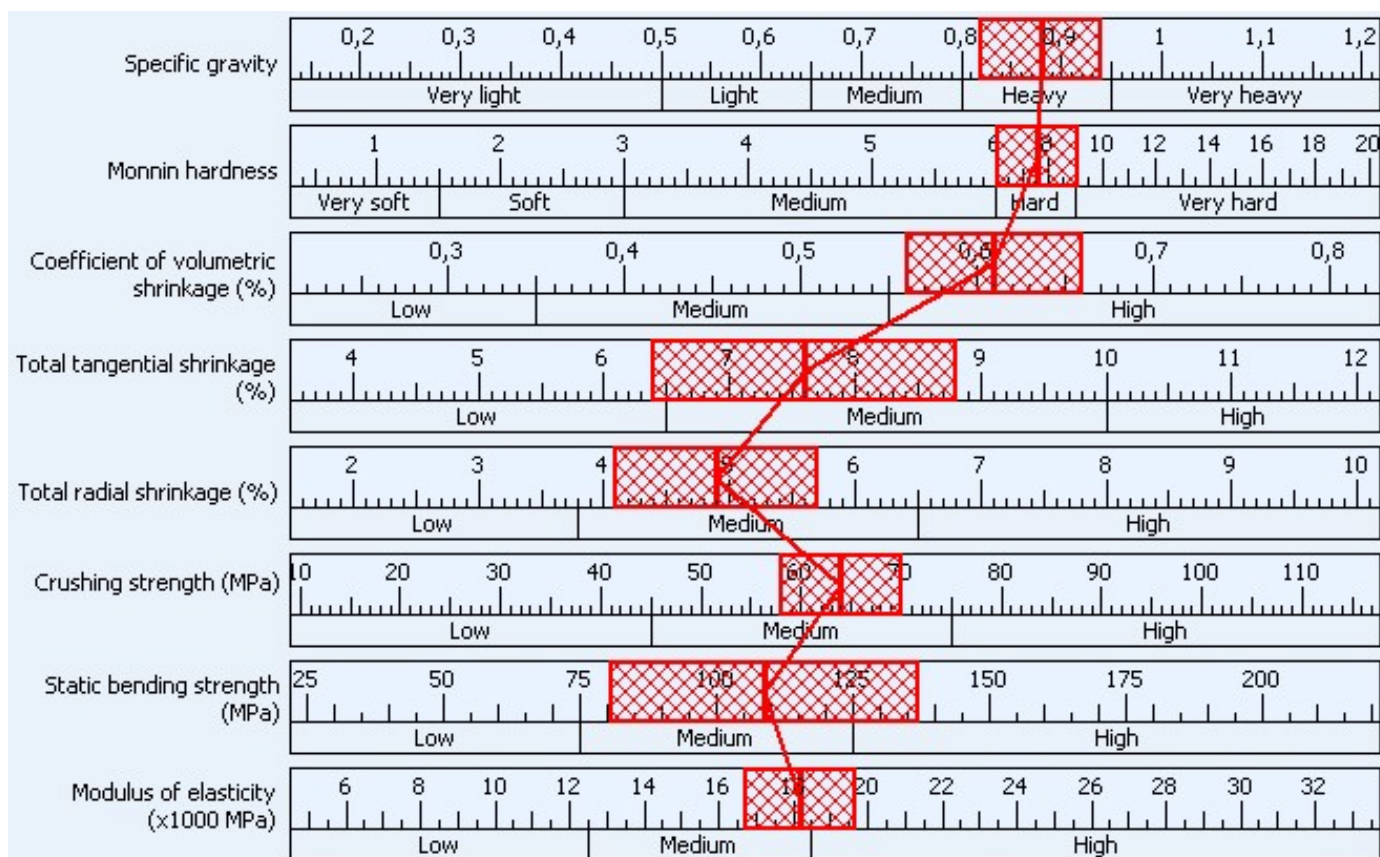 0,2 0,3 0,4 0,5 0,6 0,7 0,8 0,9 1 1,1 1,2
Specific gravity
Very light Light Medium Heavy Very heavy
1 2 3 4 5 6 8 10 12 14 16 18 20
Monnin hardness
Very soft Soft Medium Hard Very hard
0,3 0,4 0,5 0,6 0,7 0,8
Coefficient of volumetric
shrinkage (%)
Low Medium High
4 5 6 7 8 9 10 11 12
Total tangential shrinkage
(%)
Low Medium High
2 3 4 5 6 7 8 9 10
Total radial shrinkage (%)
Low Medium High
10 20 30 40 50 60 70 80 90 100 110
Crushing strength (MPa)
Low Medium High
25 50 75 100 125 150 175 200
Static bending strength
(MPa)
Low Medium High
6 8 10 12 14 16 18 20 22 24 26 28 30 32
Modulus of elasticity
(x1000 MPa)
Low Medium High